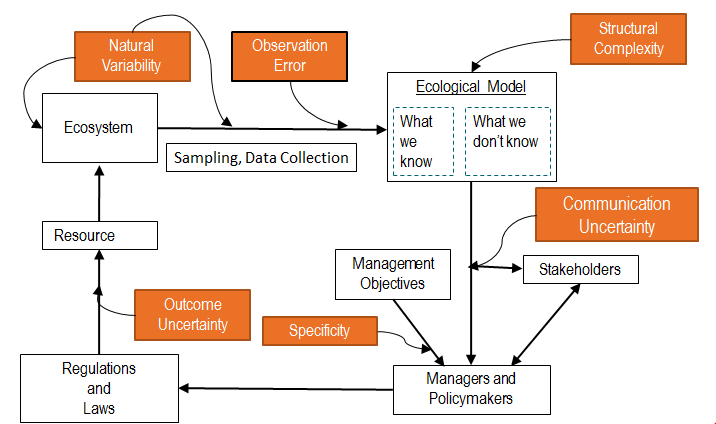 Natural
Variability
Observation
Error
Structural
Complexity
Ecological Model
What
we
know
What we
don't know
Ecosystem
Sampling, Data Collection
Communication
Uncertainty
Resource
Management
Objectives
Stakeholders
Outcome
Uncertainty
Specificity
Regulations
and
Laws
Managers and
Policymakers